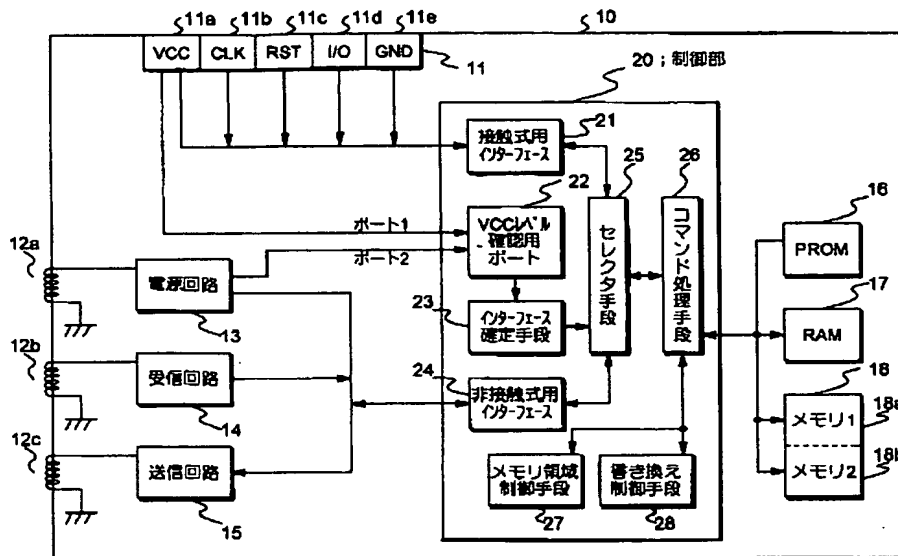 11a 11b 11c 11d 11e 10
VCC CLK RST I/O GND
11
20 ; 制御部
接触式用
インターフェース
21
25
26
22
ポート1
ポート2
VCCレベル
確認用
ポート
セレクタ手段
コマンド処理手段
16
PROM
12a
電源回路
13
23
インターフェース
確定手段
17
RAM
12b
受信回路
14
24
非接触式用
インターフェース
18
メモリ1
18a
12c
送信回路
15
メモリ領域
制御手段
27
書き換え
制御手段
28
メモリ2
18b